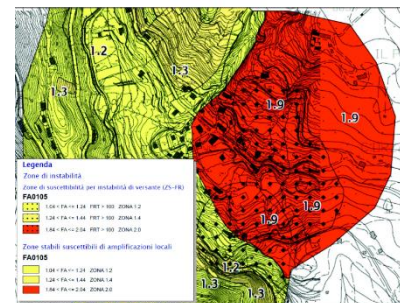 1.2
1.3
1.3
1.9
1.9
1.9
1.9
1.2
1.3
1.3
Legenda
Zone di instabilità
Zone di suscettibilità per instabilità di versante (ZS-FR)
FA0105
1.04 < FA <= 1.24 FRT > 100 ZONA 1.2
1.24 < FA <= 1.44 FRT > 100 ZONA 1.4
1.84 < FA <= 2.04 FRT > 100 ZONA 2.0
Zone stabili suscettibili di amplificazioni locali
FA0105
1.04 < FA <= 1.24 ZONA 1.2
1.24 < FA <= 1.44 ZONA 1.4
1.84 < FA <= 2.04 ZONA 2.0